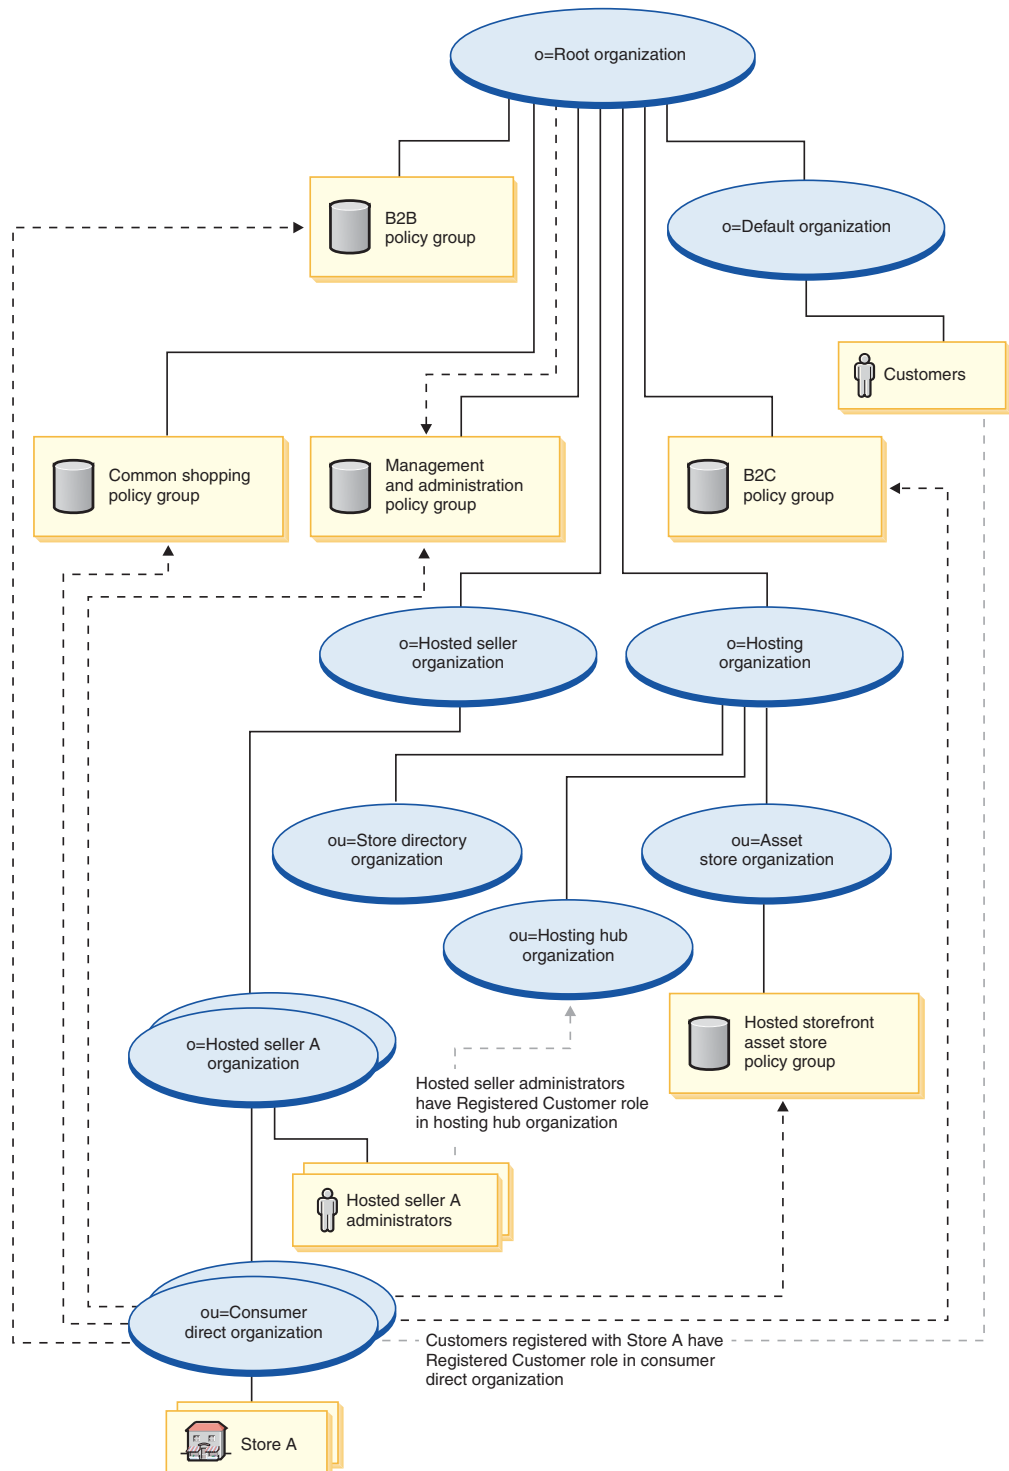 o=Root organization
B2B
policy group
o=Default organization
Customers
Common shopping
policy group
Management
and administration
policy group
B2C
policy group
o=Hosted seller
organization
o=Hosting
organization
ou=Store directory
organization
ou=Asset
store organization
ou=Hosting hub
organization
o=Hosted seller A
organization
Hosted storefront
asset store
policy group
Hosted seller administrators
have Registered Customer role
in hosting hub organization
Hosted seller A
administrators
ou=Consumer
direct organization
Customers registered with Store A have
Registered Customer role in consumer
direct organization
Store A